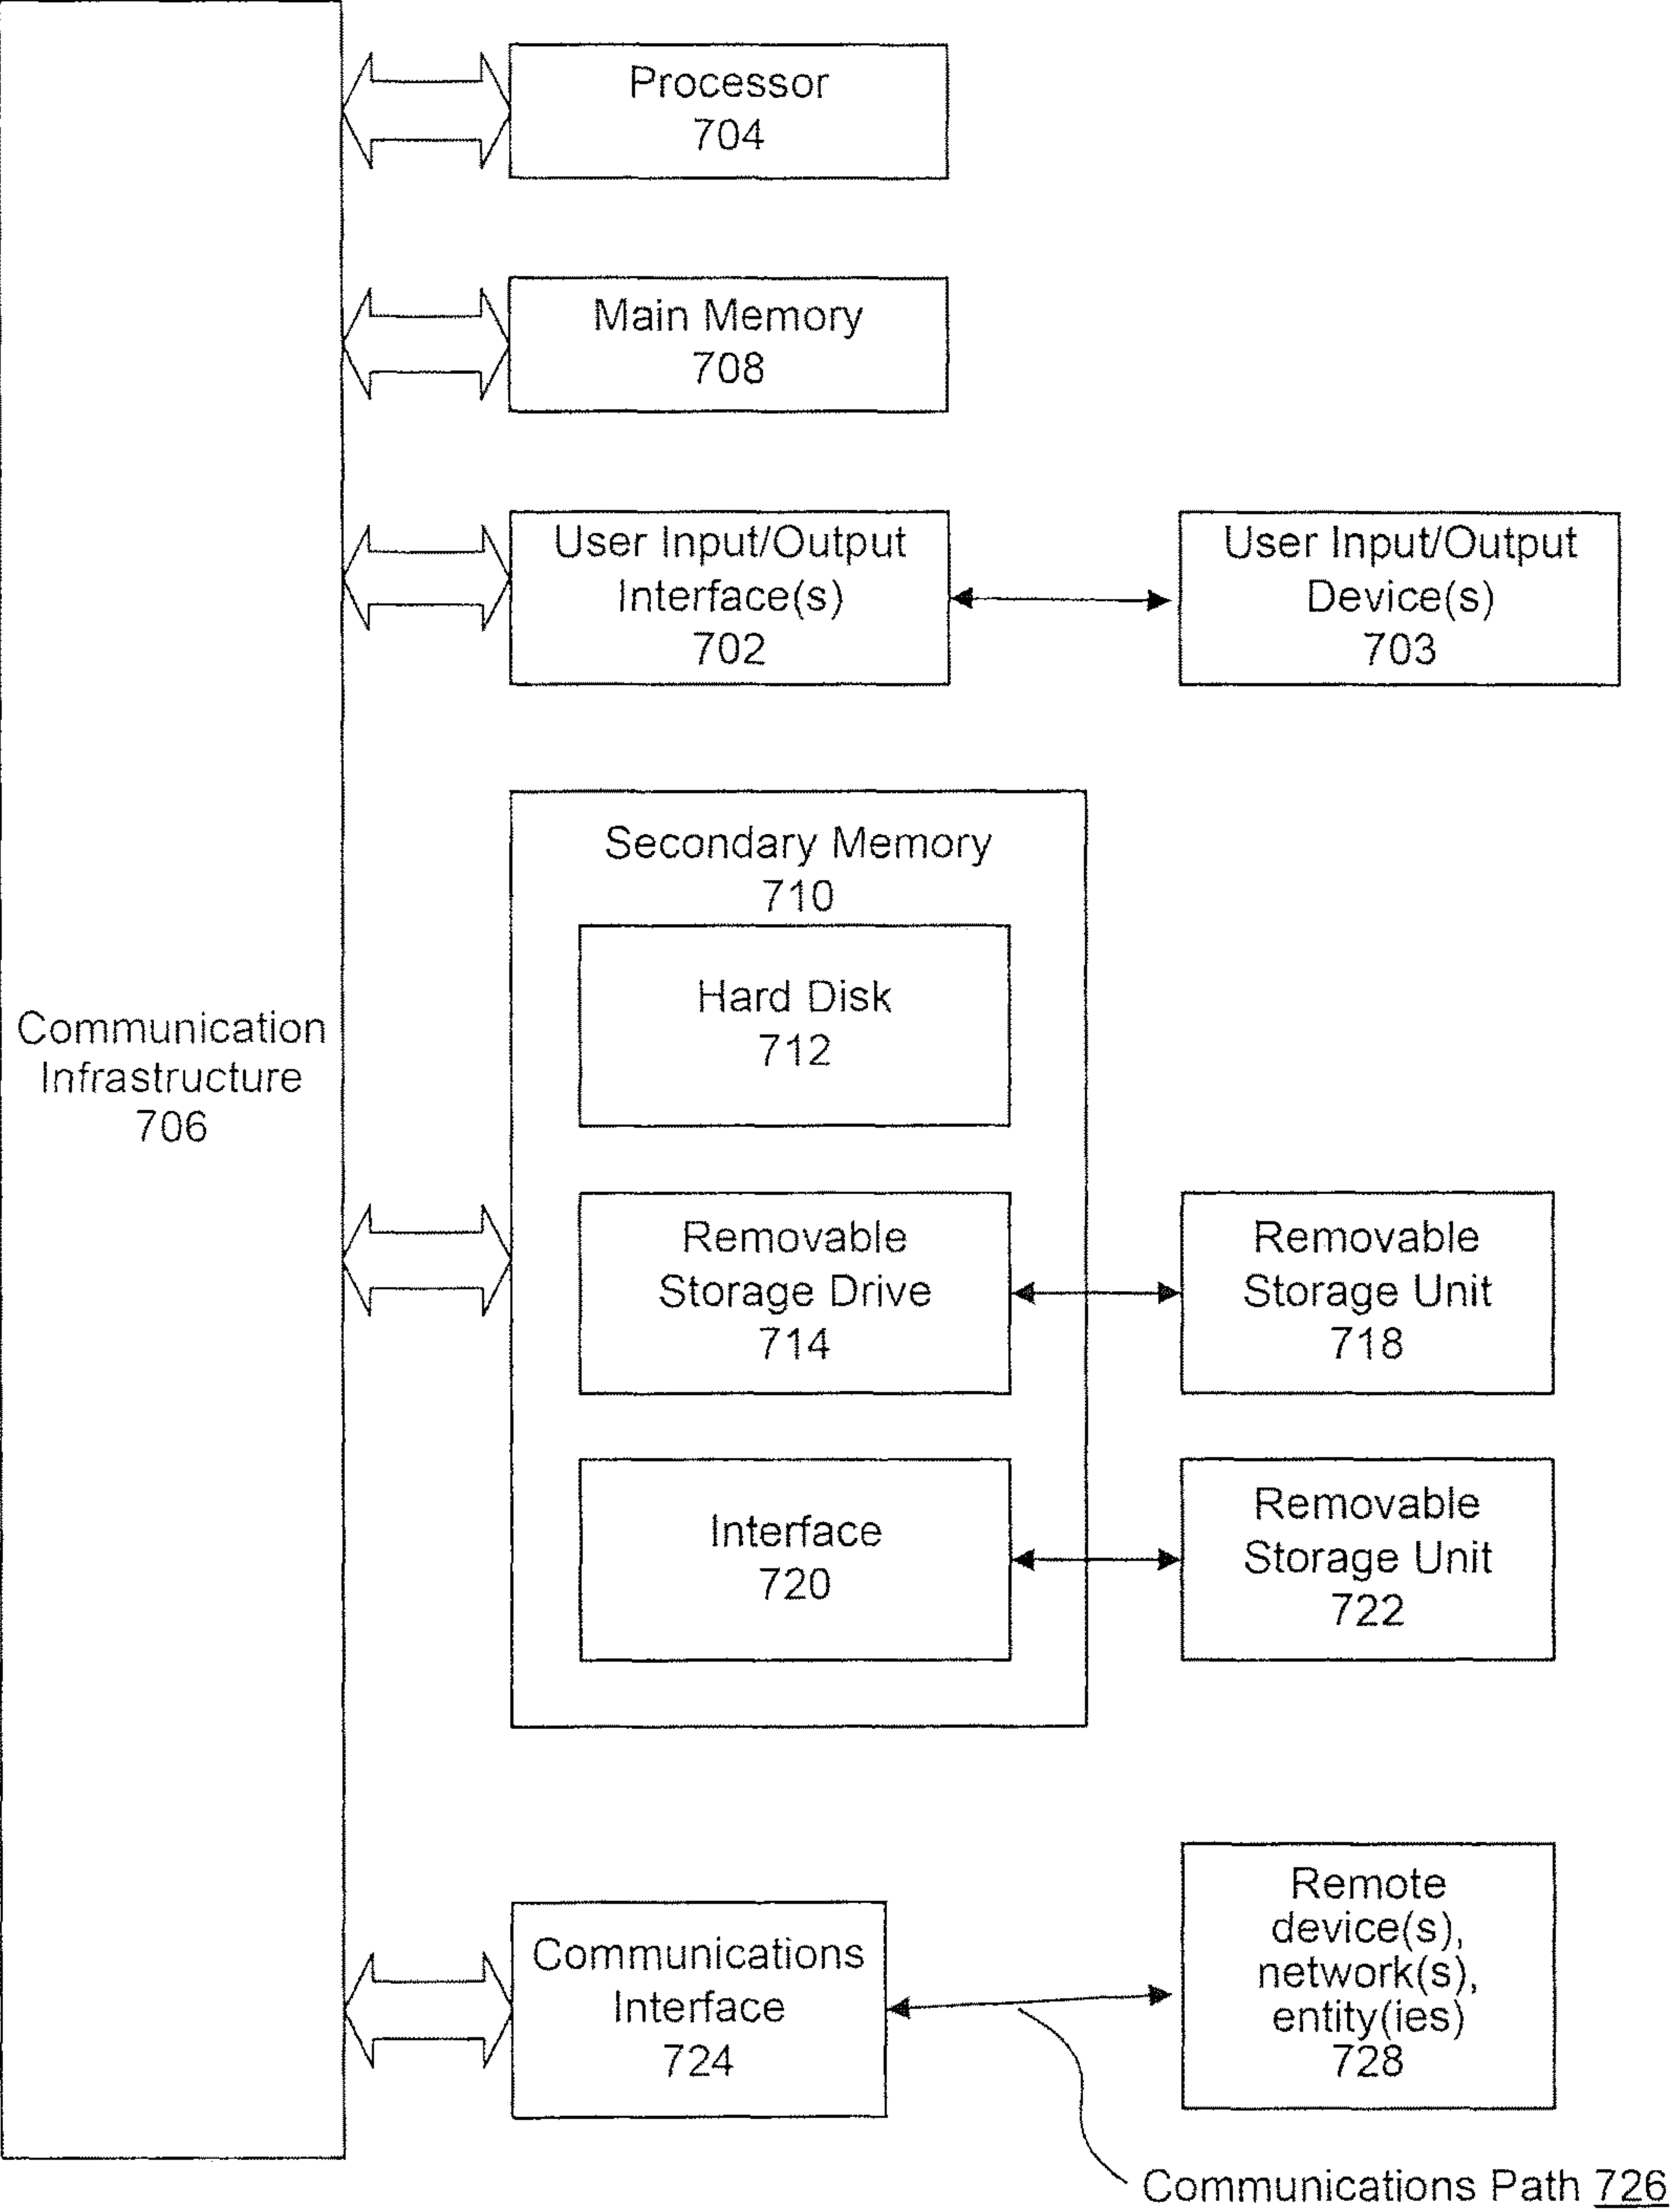 Processor
704
Main Memory
708
User Input/Output
Interface(s)
702
User Input/Output
Device(s)
703
Secondary Memory
710
Hard Disk
712
Communication
Infrastructure
706
Removable
Storage Drive
714
Removable
Storage Unit
718
Interface
720
Removable
Storage Unit
722
Communications
Interface
724
Remote
device(s),
network(s),
entity(ies)
728
Communications Path 726